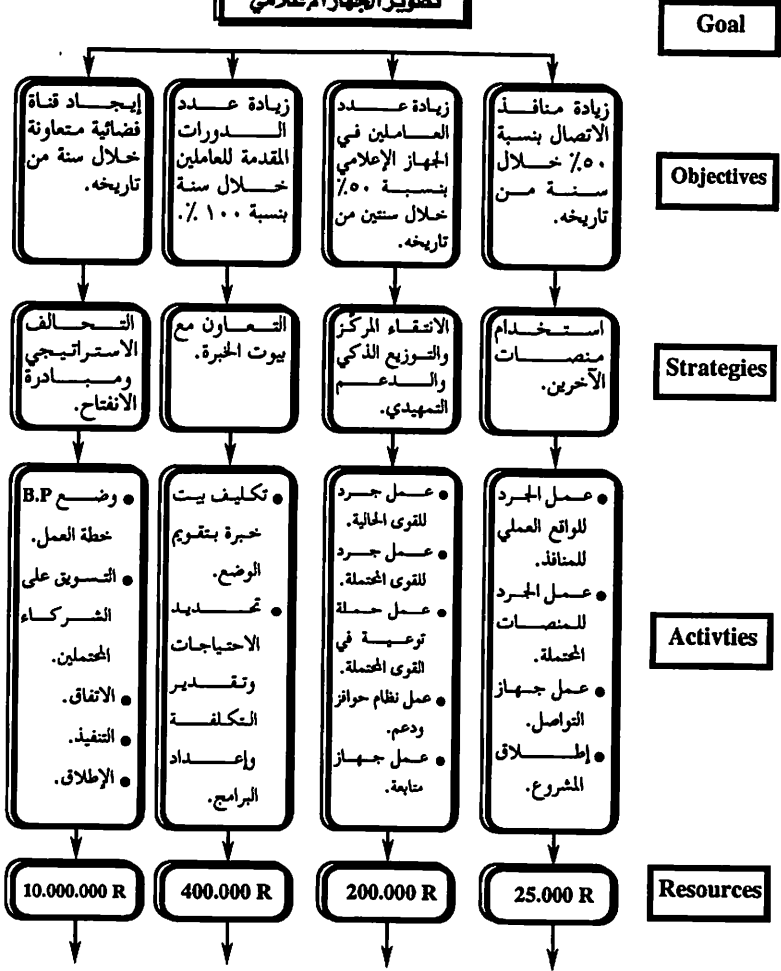 تطوير الجهاز الإعلامي
Goal
زيادة منافذ
الاتصال بنسبة
٥٠٪ خلال
سنة من
تاريخه.
زيادة عدد
العاملين في
الجهاز الإعلامي
بنسبة ٥٠٪
خلال سنتين من
تاريخه.
زيادة عدد
الدورات
المقدمة للعاملين
خلال سنة
بنسبة ١٠٠٪.
إيجاد قناة
فضائية متعاونة
خلال سنة من
تاريخه.
Objectives
استخدام
منصات
الآخرين.
الانتقاء المركّز
والتوزيع الذكي
والدعم
التمهيدي.
التعاون مع
بيوت الخبرة.
التحالف
الاستراتيجي
ومبادرة
الانفتاح.
Strategies
• عمل الجرد
للواقع العملي
للمنافذ.
• عمل الجرد
للمنصات
المحتملة.
• عمل جهاز
التواصل.
• إطلاق
المشروع.
• عمل جرد
للقوى الحالية.
• عمل جرد
للقوى المحتملة.
• عمل حملة
توعية في
القوى المحتملة.
• عمل نظام حوافز
ودعم.
• عمل جهاز
متابعة.
• تكليف بيت
خبرة بتقويم
الوضع.
• تحديد
الاحتياجات
وتقدير
التكلفة
وإعداد
البرامج.
• وضع B.P
خطة العمل.
• التسويق على
الشركاء
المحتملين.
• الاتفاق.
• التنفيذ.
• الإطلاق.
Activties
25.000 R
200.000 R
400.000 R
10.000.000 R
Resources